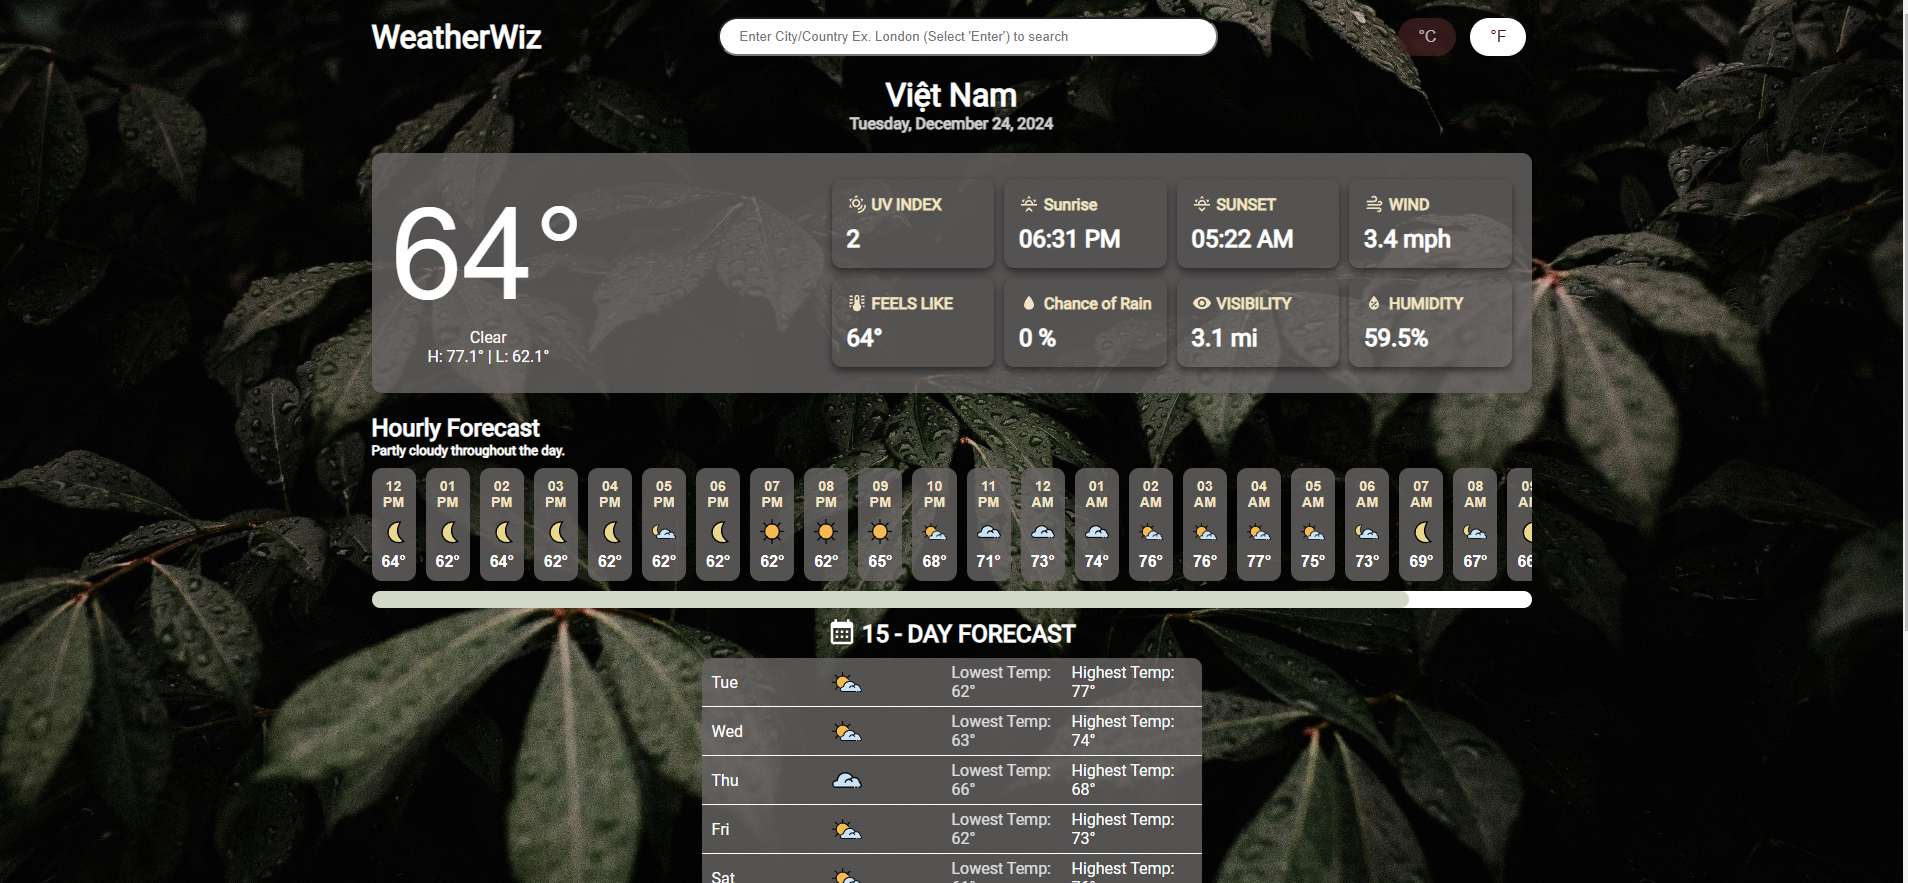 WeatherWiz
Enter City/Country Ex. London (Select 'Enter') to search
°C
°F
Việt Nam
Tuesday, December 24, 2024
64°
Clear
H: 77.1° | L: 62.1°
UV INDEX
2
Sunrise
06:31 PM
SUNSET
05:22 AM
WIND
3.4 mph
FEELS LIKE
64°
Chance of Rain
0 %
VISIBILITY
3.1 mi
HUMIDITY
59.5%
Hourly Forecast
Partly cloudy throughout the day.
12
PM
64°
01
PM
62°
02
PM
64°
03
PM
62°
04
PM
62°
05
PM
62°
06
PM
62°
07
PM
62°
08
PM
62°
09
PM
65°
10
PM
68°
11
PM
71°
12
AM
73°
01
AM
74°
02
AM
76°
03
AM
76°
04
AM
77°
05
AM
75°
06
AM
73°
07
AM
69°
08
AM
67°
66
15 - DAY FORECAST
Tue
Lowest Temp:
62°
Highest Temp:
77°
Wed
Lowest Temp:
63°
Highest Temp:
74°
Thu
Lowest Temp:
66°
Highest Temp:
68°
Fri
Lowest Temp:
62°
Highest Temp:
73°
Sat
Lowest Temp:
Highest Temp: